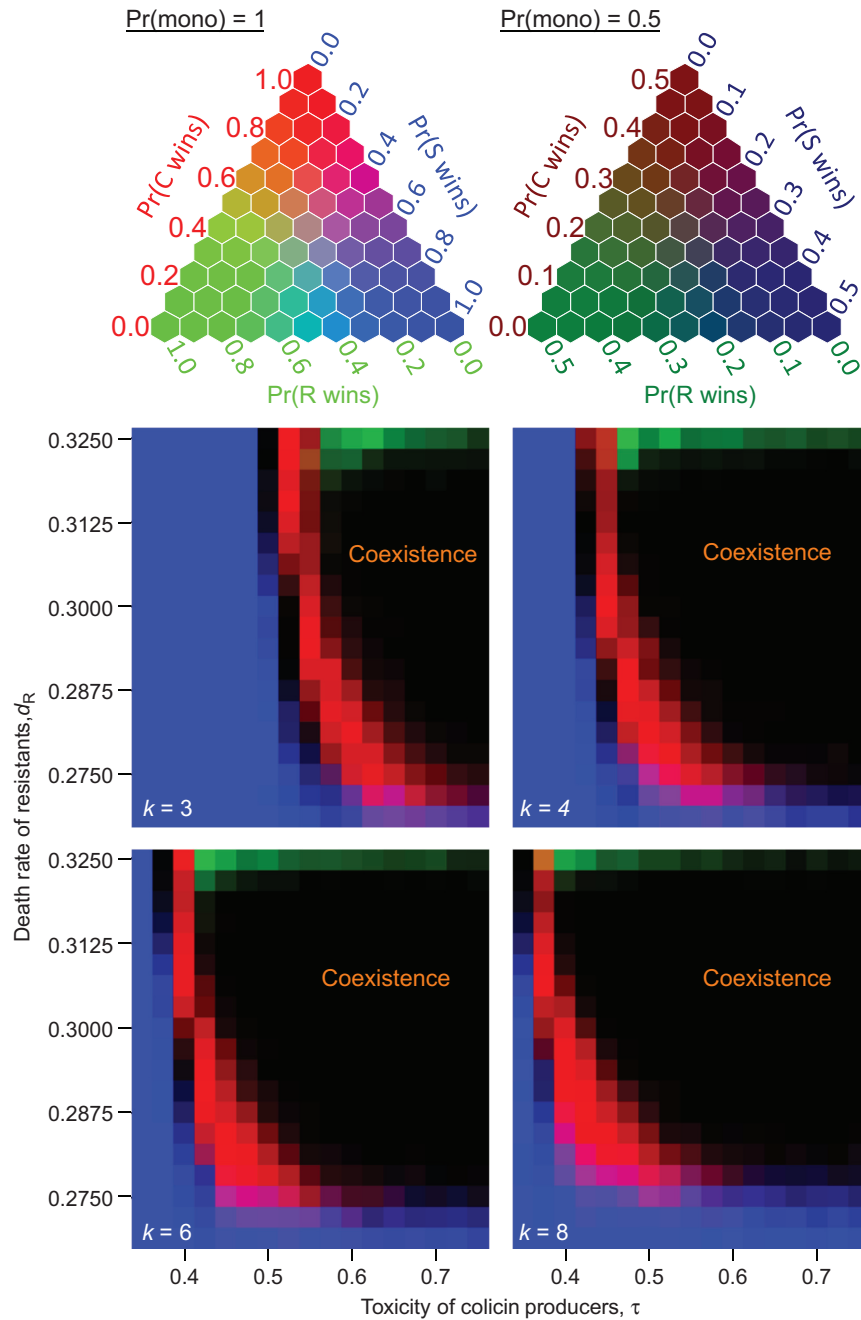 Pr(mono) = 1
Pr(mono) = 0.5
Pr(C wins)
1.0
0.8
0.6
0.4
0.2
0.0
Pr(S wins)
0.0
0.2
0.4
0.6
0.8
1.0
1.0
0.8
0.6
0.4
0.2
0.0
Pr(R wins)
Pr(C wins)
0.5
0.4
0.3
0.2
0.1
0.0
Pr(S wins)
0.0
0.1
0.2
0.3
0.4
0.5
0.5
0.4
0.3
0.2
0.1
0.0
Pr(R wins)
Death rate of resistants, dR
0.3250
0.3125
0.3000
0.2875
0.2750
Coexistence
k = 3
Coexistence
k = 4
0.3250
0.3125
0.3000
0.2875
0.2750
Coexistence
k = 6
Coexistence
k = 8
0.4 0.5 0.6 0.7
0.4 0.5 0.6 0.7
Toxicity of colicin producers, τ